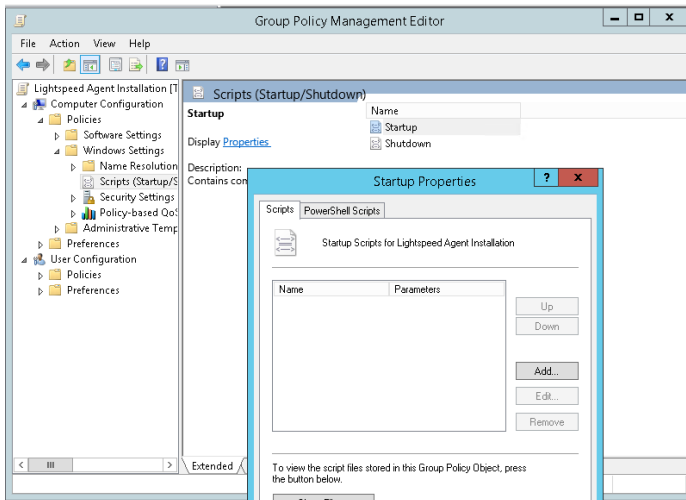 Group Policy Management Editor
File Action View Help
Lightspeed Agent Installation [T
Computer Configuration
Policies
Software Settings
Windows Settings
Name Resolution
Scripts (Startup/S
Security Settings
Policy-based QoS
Administrative Temp
Preferences
User Configuration
Policies
Preferences
Scripts (Startup/Shutdown)
Startup
Display Properties
Description:
Contains com
Name
Startup
Shutdown
Extended
Startup Properties
Scripts PowerShell Scripts
Startup Scripts for Lightspeed Agent Installation
Name Parameters
Up
Down
Add...
Edit...
Remove
To view the script files stored in this Group Policy Object, press
the button below.